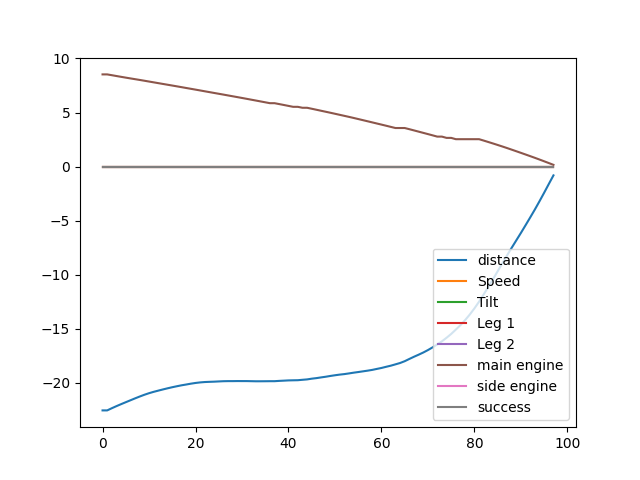 10
5
0
−5
−10
−15
−20
0 20 40 60 80 100
distance
Speed
Tilt
Leg 1
Leg 2
main engine
side engine
success